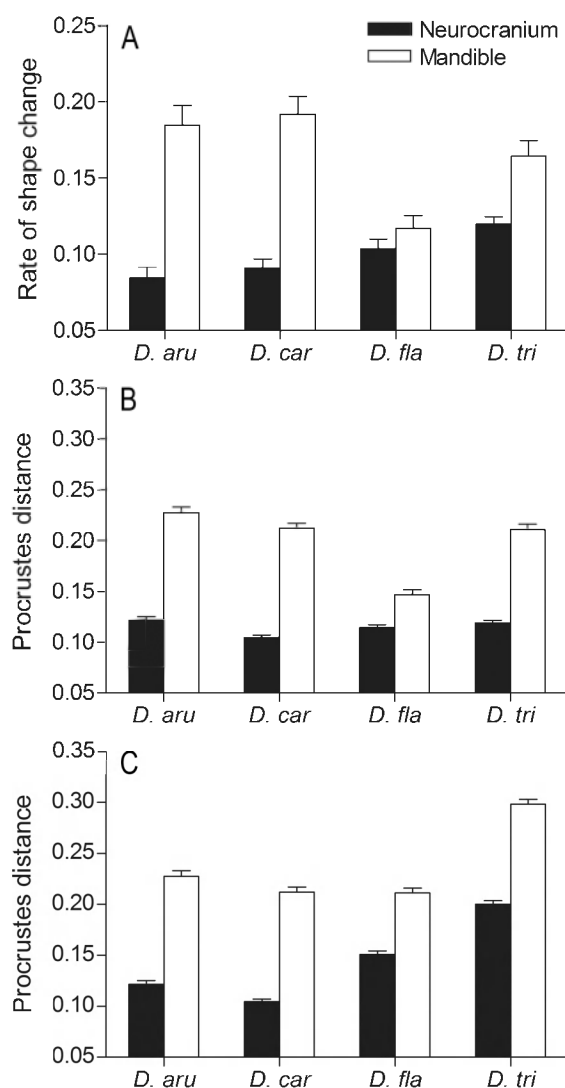 A
Neurocranium
Mandible
Rate of shape change
0.25
0.20
0.15
0.10
0.05
D. aru D. car D. fla D. tri
B
Procrustes distance
0.35
0.30
0.25
0.20
0.15
0.10
0.05
D. aru D. car D. fla D. tri
C
Procrustes distance
0.35
0.30
0.25
0.20
0.15
0.10
0.05
D. aru D. car D. fla D. tri